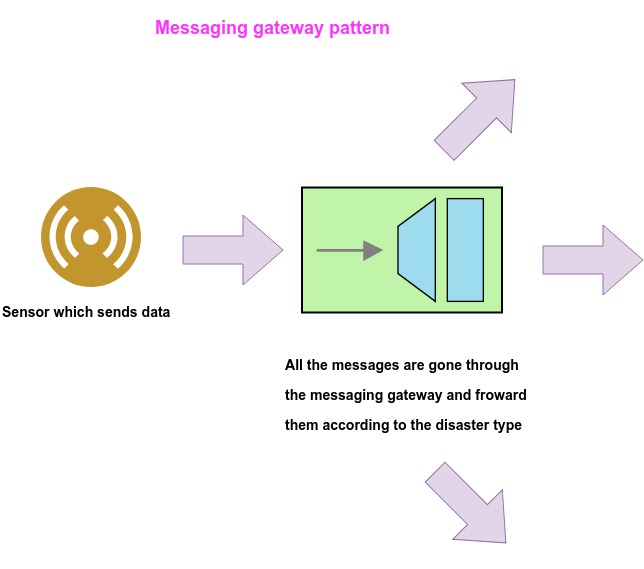 Messaging gateway pattern
Sensor which sends data
All the messages are gone through
the messaging gateway and froward
them according to the disaster type